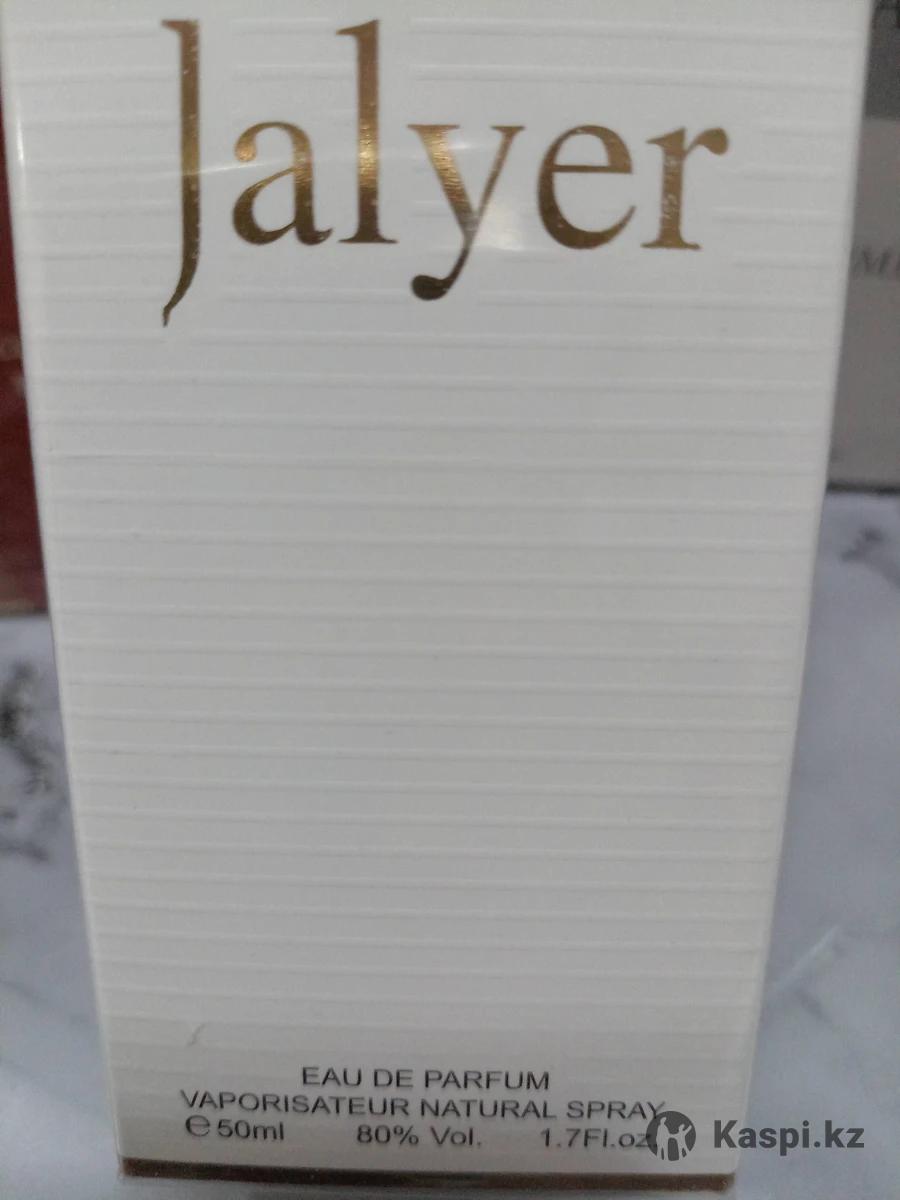 Jalyer
EAU DE PARFUM
VAPORISATEUR NATURAL SPRAY
℮50ml 80% Vol. 1.7Fl.oz.
Kaspi.kz